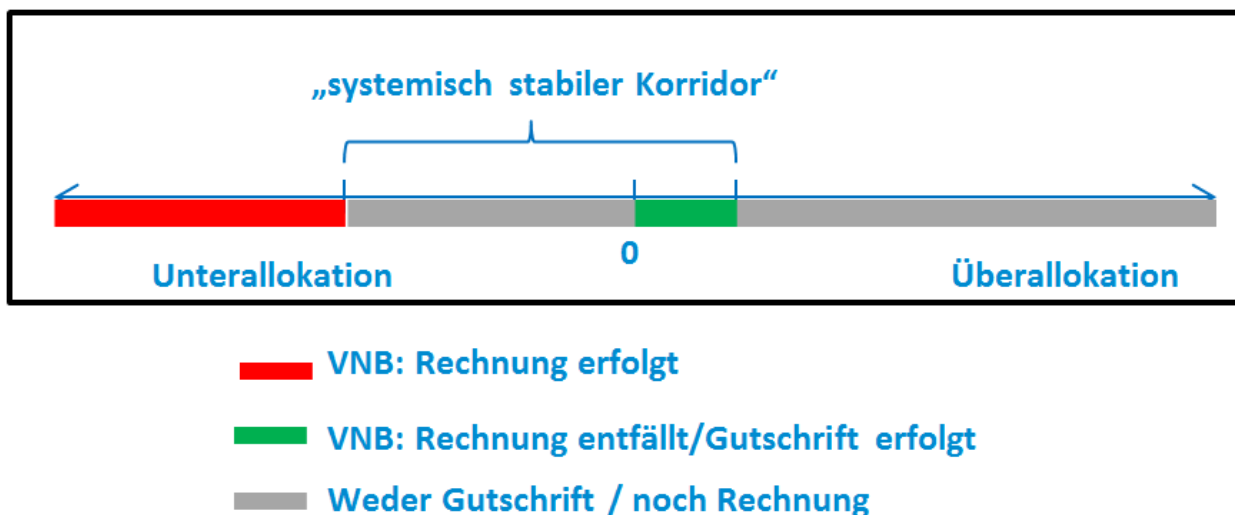 „systemisch stabiler Korridor“
0
Unterallokation
Überallokation
VNB: Rechnung erfolgt
VNB: Rechnung entfällt/Gutschrift erfolgt
Weder Gutschrift / noch Rechnung